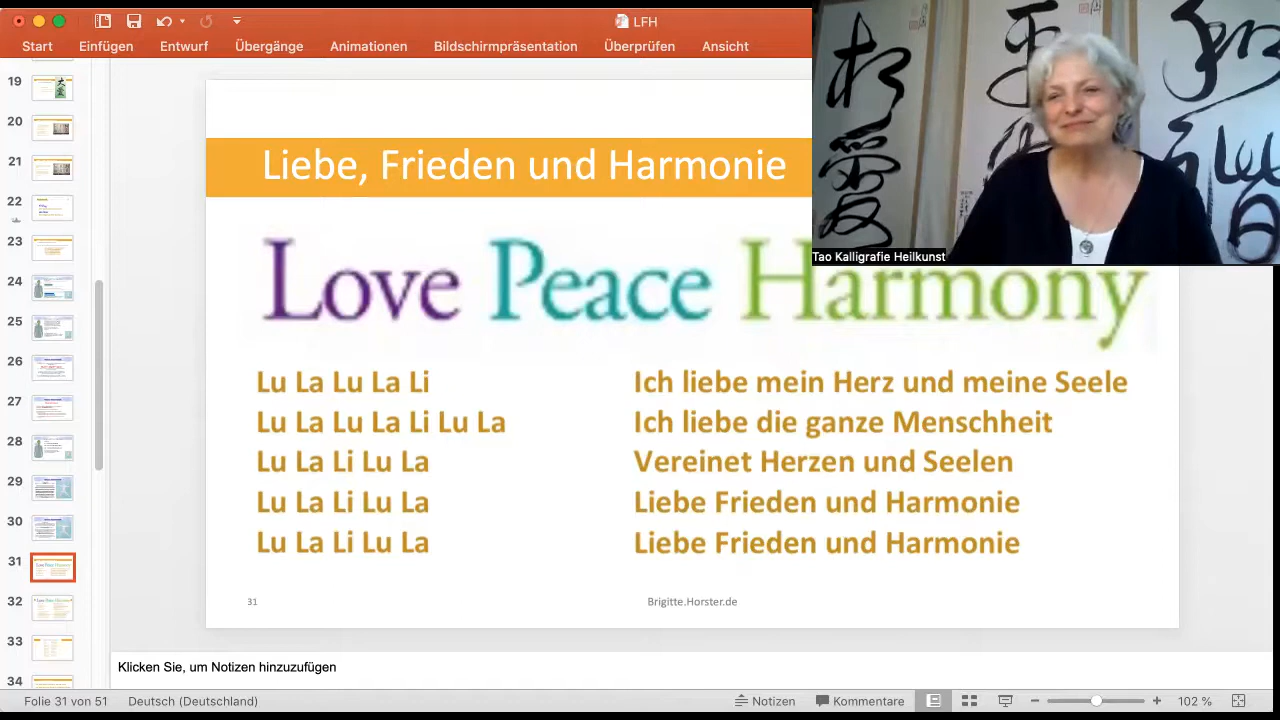 LFH
Start Einfügen Entwurf Übergänge Animationen Bildschirmpräsentation Überprüfen Ansicht
19
20
21
22
23
24
25
26
27
28
29
30
31
32
33
34
Liebe, Frieden und Harmonie
Love Peace Harmony
Lu La Lu La Li
Lu La Lu La Li Lu La
Lu La Li Lu La
Lu La Li Lu La
Lu La Li Lu La
Ich liebe mein Herz und meine Seele
Ich liebe die ganze Menschheit
Vereinet Herzen und Seelen
Liebe Frieden und Harmonie
Liebe Frieden und Harmonie
31
Brigitte.Horster.de
Tao Kalligrafie Heilkunst
Klicken Sie, um Notizen hinzuzufügen
Folie 31 von 51 Deutsch (Deutschland) Notizen Kommentare 102 %